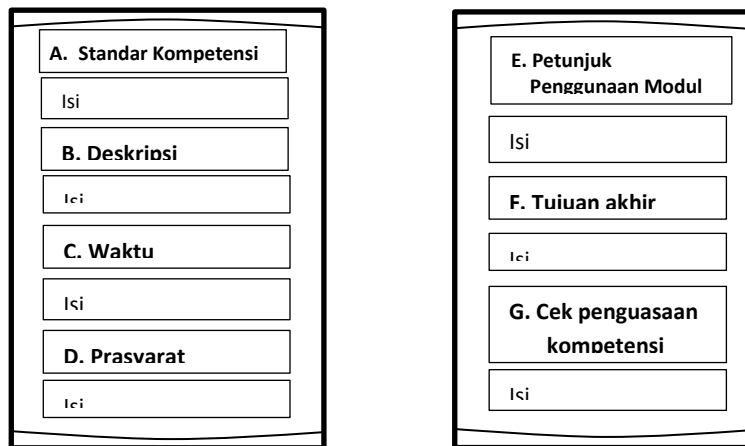 A. Standar Kompetensi
Isi
B. Deskripsi
Isi
C. Waktu
Isi
D. Prasyarat
Isi
E. Petunjuk
Penggunaan Modul
Isi
F. Tujuan akhir
Isi
G. Cek penguasaan
kompetensi
Isi